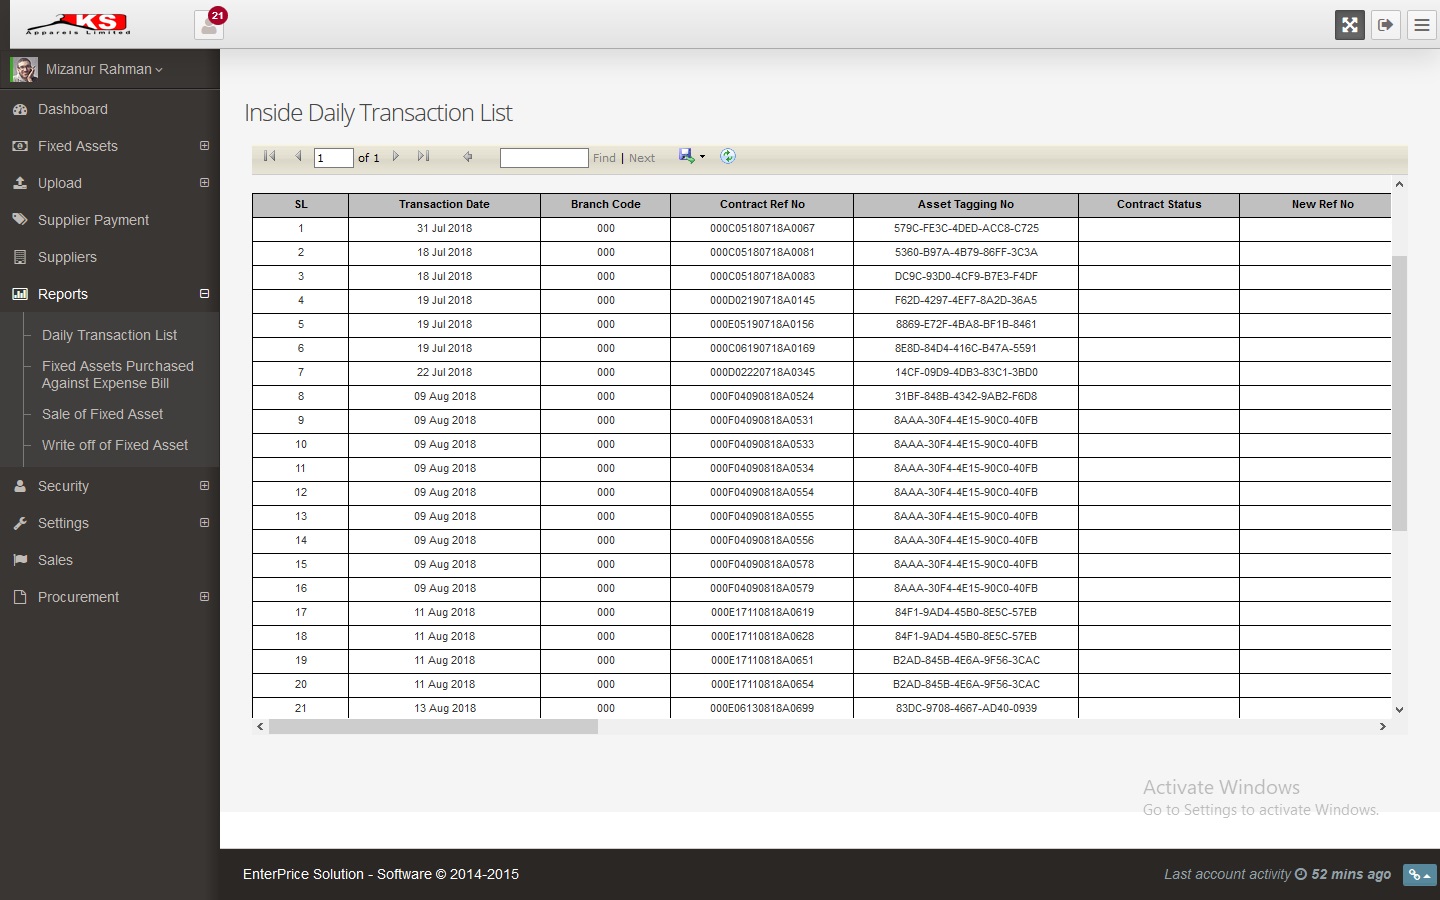 KS
Apparels Limited
21
Mizanur Rahman
Dashboard
Fixed Assets
Upload
Supplier Payment
Suppliers
Reports
Daily Transaction List
Fixed Assets Purchased
Against Expense Bill
Sale of Fixed Asset
Write off of Fixed Asset
Security
Settings
Sales
Procurement
Inside Daily Transaction List
1 of 1 Find | Next
SL Transaction Date Branch Code Contract Ref No Asset Tagging No Contract Status New Ref No
1 31 Jul 2018 000 000C05180718A0067 579C-FE3C-4DED-ACC8-C725
2 18 Jul 2018 000 000C05180718A0081 5360-B97A-4B79-86FF-3C3A
3 18 Jul 2018 000 000C05180718A0083 DC9C-93D0-4CF9-B7E3-F4DF
4 19 Jul 2018 000 000D02190718A0145 F62D-4297-4EF7-8A2D-36A5
5 19 Jul 2018 000 000E05190718A0156 8869-E72F-4BA8-BF1B-8461
6 19 Jul 2018 000 000C06190718A0169 8E8D-84D4-416C-B47A-5591
7 22 Jul 2018 000 000D02220718A0345 14CF-09D9-4DB3-83C1-3BD0
8 09 Aug 2018 000 000F04090818A0524 31BF-848B-4342-9AB2-F6D8
9 09 Aug 2018 000 000F04090818A0531 8AAA-30F4-4E15-90C0-40FB
10 09 Aug 2018 000 000F04090818A0533 8AAA-30F4-4E15-90C0-40FB
11 09 Aug 2018 000 000F04090818A0534 8AAA-30F4-4E15-90C0-40FB
12 09 Aug 2018 000 000F04090818A0554 8AAA-30F4-4E15-90C0-40FB
13 09 Aug 2018 000 000F04090818A0555 8AAA-30F4-4E15-90C0-40FB
14 09 Aug 2018 000 000F04090818A0556 8AAA-30F4-4E15-90C0-40FB
15 09 Aug 2018 000 000F04090818A0578 8AAA-30F4-4E15-90C0-40FB
16 09 Aug 2018 000 000F04090818A0579 8AAA-30F4-4E15-90C0-40FB
17 11 Aug 2018 000 000E17110818A0619 84F1-9AD4-45B0-8E5C-57EB
18 11 Aug 2018 000 000E17110818A0628 84F1-9AD4-45B0-8E5C-57EB
19 11 Aug 2018 000 000E17110818A0651 B2AD-845B-4E6A-9F56-3CAC
20 11 Aug 2018 000 000E17110818A0654 B2AD-845B-4E6A-9F56-3CAC
21 13 Aug 2018 000 000E06130818A0699 83DC-9708-4667-AD40-0939
Activate Windows
Go to Settings to activate Windows.
EnterPrice Solution - Software © 2014-2015
Last account activity 52 mins ago